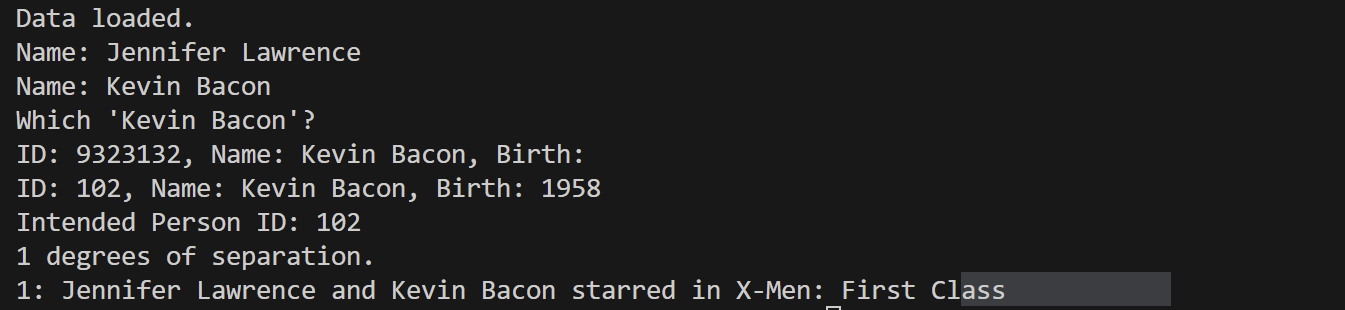 Data loaded.
Name: Jennifer Lawrence
Name: Kevin Bacon
Which 'Kevin Bacon'?
ID: 9323132, Name: Kevin Bacon, Birth:
ID: 102, Name: Kevin Bacon, Birth: 1958
Intended Person ID: 102
1 degrees of separation.
1: Jennifer Lawrence and Kevin Bacon starred in X-Men: First Class